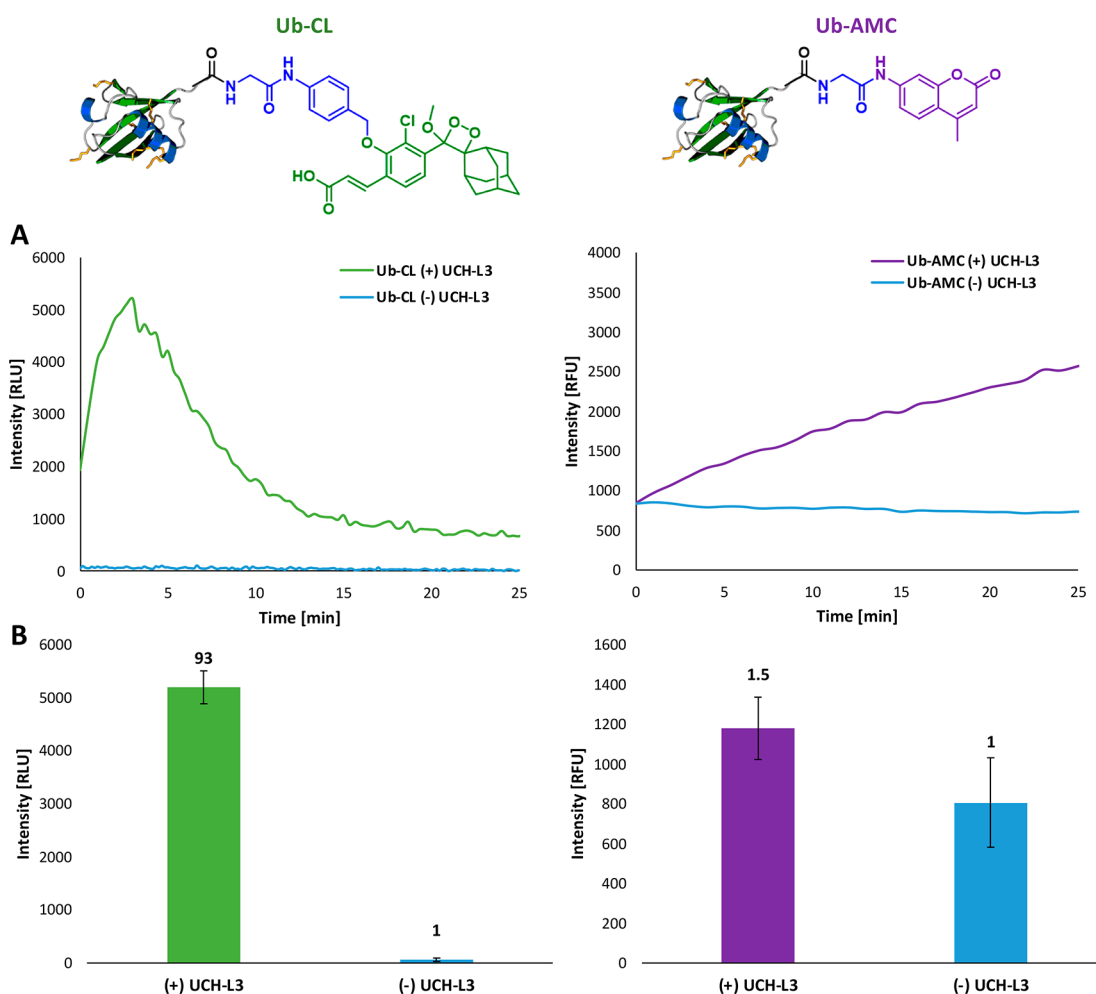 Ub-CL
Ub-AMC
O
N
H
H
N
O
O
Cl
O
O
O
HO
O
O
N
H
H
N
O
O
O
A
6000
5000
4000
3000
2000
1000
0
Intensity [RLU]
0 5 10 15 20 25
Time [min]
Ub-CL (+) UCH-L3
Ub-CL (-) UCH-L3
4000
3500
3000
2500
2000
1500
1000
500
0
Intensity [RFU]
0 5 10 15 20 25
Time [min]
Ub-AMC (+) UCH-L3
Ub-AMC (-) UCH-L3
B
6000
5000
4000
3000
2000
1000
0
Intensity [RLU]
93
1
(+) UCH-L3 (-) UCH-L3
1600
1400
1200
1000
800
600
400
200
0
Intensity [RFU]
1.5
1
(+) UCH-L3 (-) UCH-L3